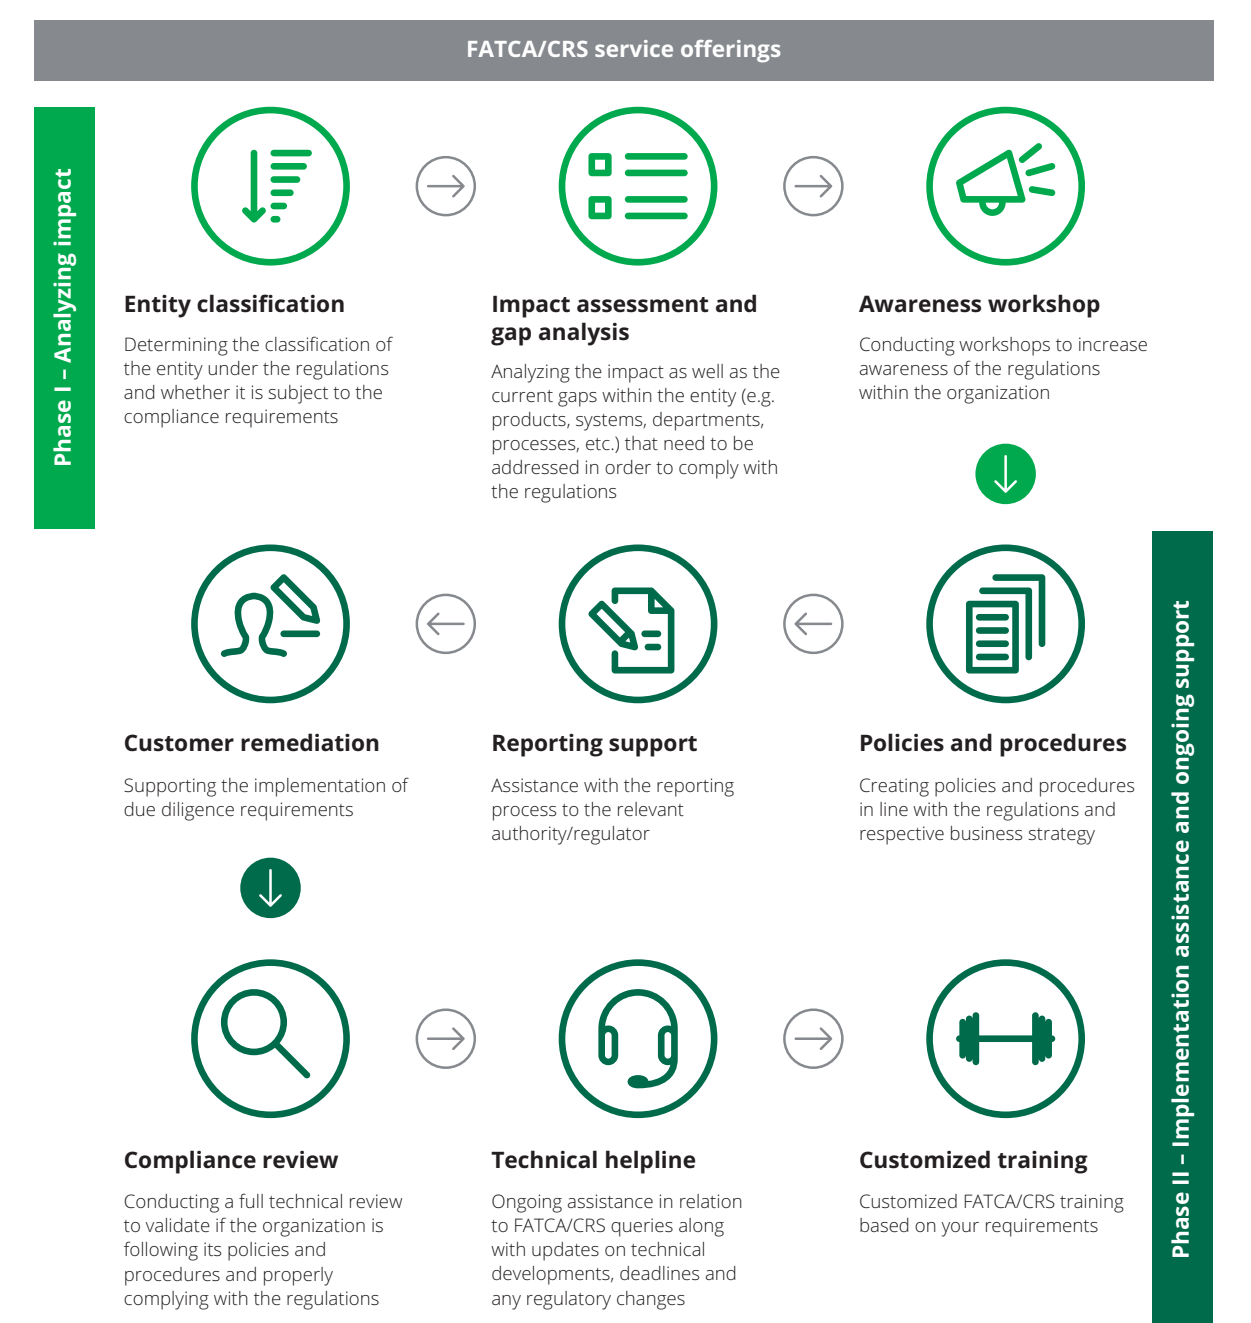 FATCA/CRS service offerings
Phase I – Analyzing impact
Entity classification
Determining the classification of
the entity under the regulations
and whether it is subject to the
compliance requirements
Impact assessment and
gap analysis
Analyzing the impact as well as the
current gaps within the entity (e.g.
products, systems, departments,
processes, etc.) that need to be
addressed in order to comply with
the regulations
Awareness workshop
Conducting workshops to increase
awareness of the regulations
within the organization
Phase II – Implementation assistance and ongoing support
Policies and procedures
Creating policies and procedures
in line with the regulations and
respective business strategy
Reporting support
Assistance with the reporting
process to the relevant
authority/regulator
Customer remediation
Supporting the implementation of
due diligence requirements
Compliance review
Conducting a full technical review
to validate if the organization is
following its policies and
procedures and properly
complying with the regulations
Technical helpline
Ongoing assistance in relation
to FATCA/CRS queries along
with updates on technical
developments, deadlines and
any regulatory changes
Customized training
Customized FATCA/CRS training
based on your requirements